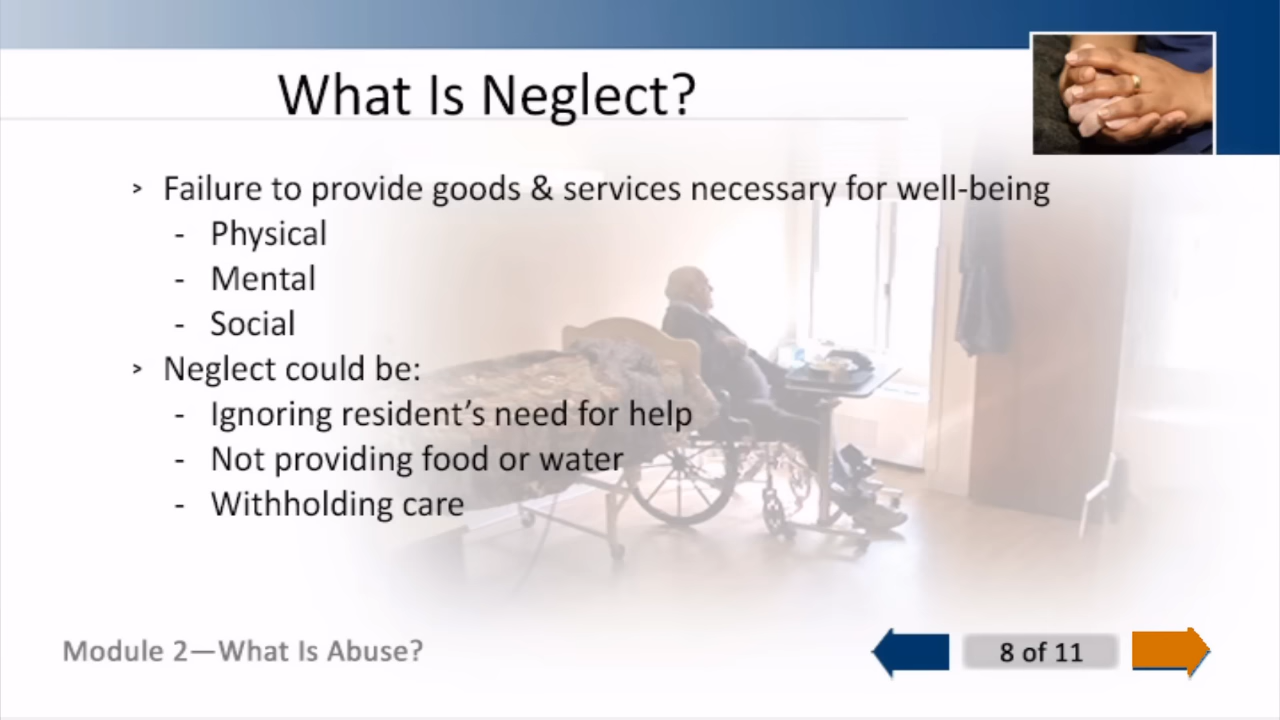 What Is Neglect?
> Failure to provide goods & services necessary for well-being
- Physical
- Mental
- Social
> Neglect could be:
- Ignoring resident’s need for help
- Not providing food or water
- Withholding care
Module 2—What Is Abuse?
8 of 11